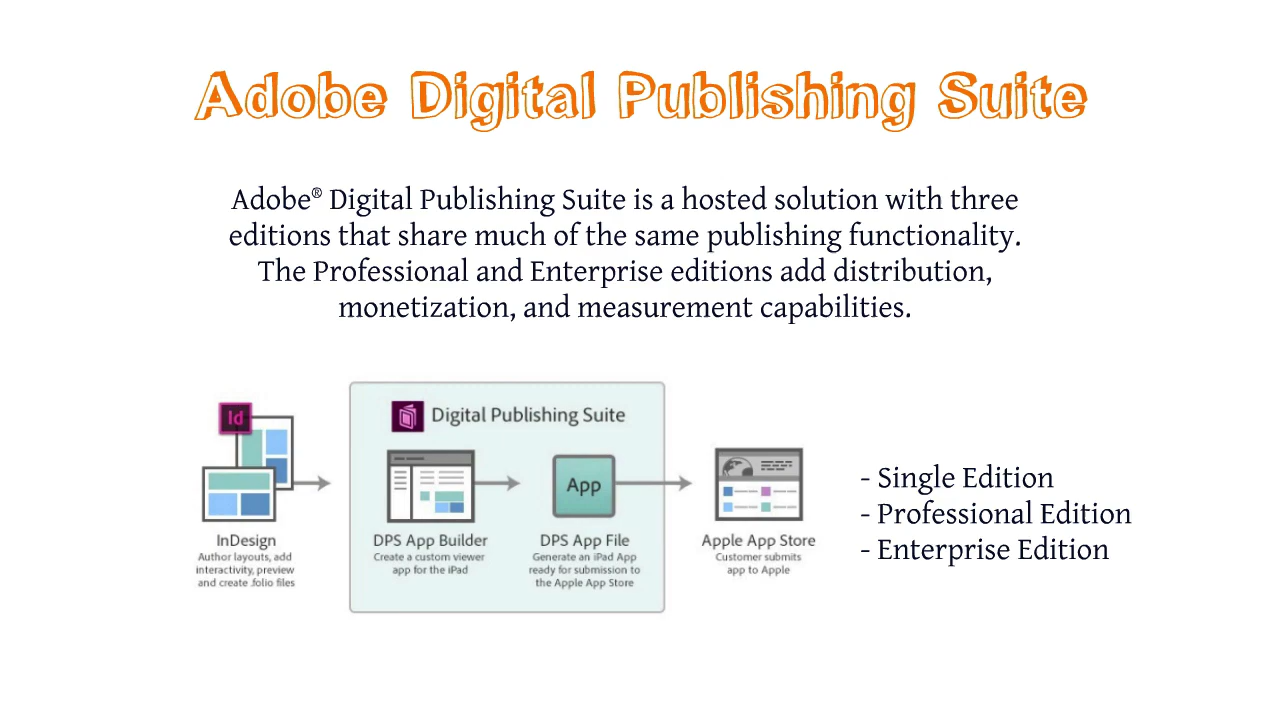 Adobe Digital Publishing Suite
Adobe® Digital Publishing Suite is a hosted solution with three
editions that share much of the same publishing functionality.
The Professional and Enterprise editions add distribution,
monetization, and measurement capabilities.
Id
Digital Publishing Suite
App
InDesign
Author layouts, add
interactivity, preview
and create .folio files
DPS App Builder
Create a custom viewer
app for the iPad
DPS App File
Generate an iPad App
ready for submission to
the Apple App Store
Apple App Store
Customer submits
app to Apple
- Single Edition
- Professional Edition
- Enterprise Edition